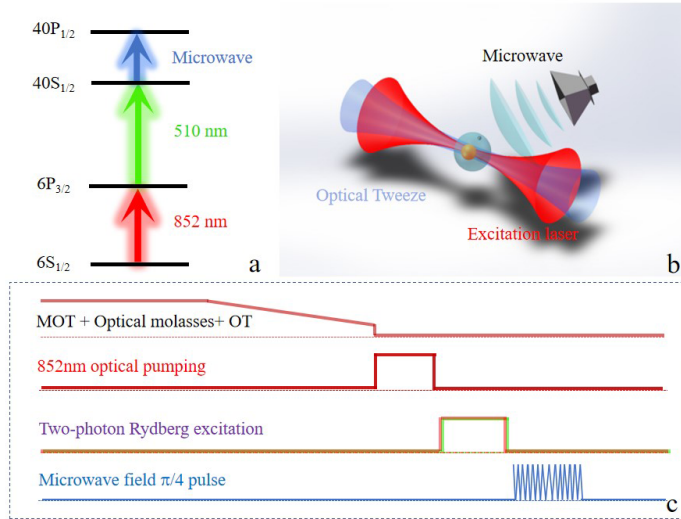 40P1/2
Microwave
40S1/2
510 nm
6P3/2
852 nm
6S1/2
a
Microwave
Optical Tweeze
Excitation laser
b
MOT + Optical molasses+ OT
852nm optical pumping
Two-photon Rydberg excitation
Microwave field π/4 pulse
c